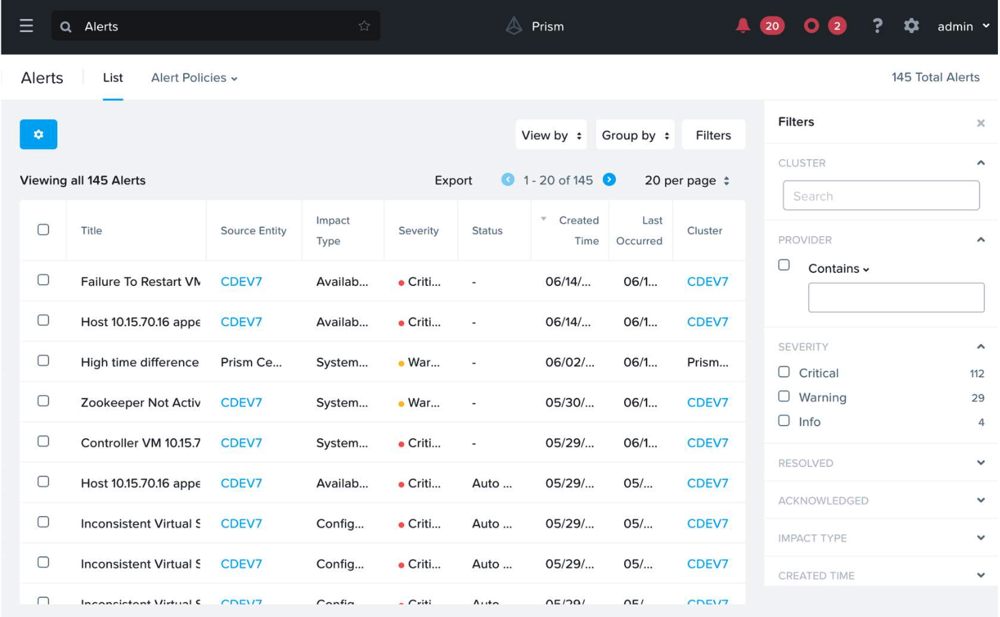 Alerts
Prism
20
2
?
admin
Alerts
List
Alert Policies
145 Total Alerts
View by
Group by
Filters
Viewing all 145 Alerts
Export
1 - 20 of 145
20 per page
Title
Source Entity
Impact Type
Severity
Status
Created Time
Last Occurred
Cluster
Failure To Restart VM CDEV7 Availab... Criti... - 06/14/... 06/1... CDEV7
Host 10.15.70.16 appe CDEV7 Availab... Criti... - 06/14/... 06/1... CDEV7
High time difference Prism Ce... System... War... - 06/02/... 06/1... Prism...
Zookeeper Not Activ CDEV7 System... War... - 05/30/... 06/1... CDEV7
Controller VM 10.15.7 CDEV7 System... Criti... - 05/29/... 06/1... CDEV7
Host 10.15.70.16 appe CDEV7 Availab... Criti... Auto ... 05/29/... 05/... CDEV7
Inconsistent Virtual S CDEV7 Config... Criti... Auto ... 05/29/... 05/... CDEV7
Inconsistent Virtual S CDEV7 Config... Criti... Auto ... 05/29/... 05/... CDEV7
Inconsistent Virtual S CDEV7 Config... Criti... Auto ... 05/29/... 05/... CDEV7
Filters
CLUSTER
Search
PROVIDER
Contains
SEVERITY
Critical 112
Warning 29
Info 4
RESOLVED
ACKNOWLEDGED
IMPACT TYPE
CREATED TIME